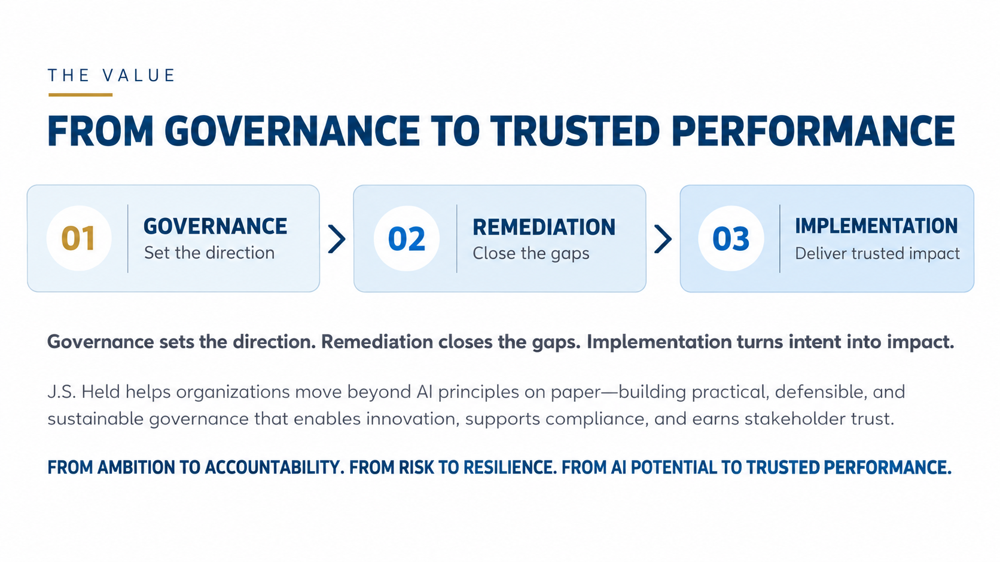 THE VALUE
FROM GOVERNANCE TO TRUSTED PERFORMANCE
01
GOVERNANCE
Set the direction
02
REMEDIATION
Close the gaps
03
IMPLEMENTATION
Deliver trusted impact
Governance sets the direction. Remediation closes the gaps. Implementation turns intent into impact.
J.S. Held helps organizations move beyond AI principles on paper—building practical, defensible, and
sustainable governance that enables innovation, supports compliance, and earns stakeholder trust.
FROM AMBITION TO ACCOUNTABILITY. FROM RISK TO RESILIENCE. FROM AI POTENTIAL TO TRUSTED PERFORMANCE.